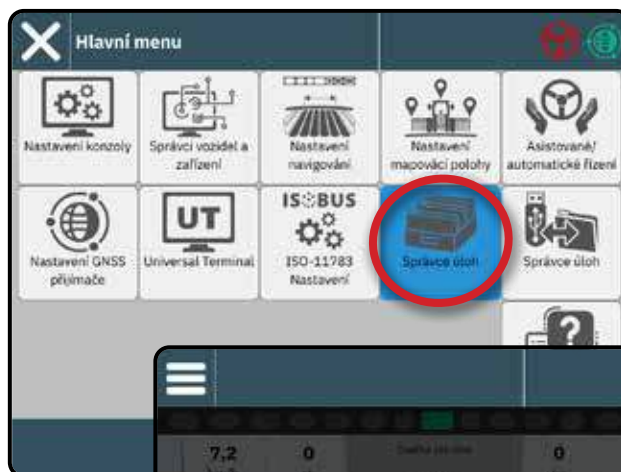 Hlavní menu
Nastavení konzoly
Správci vozidel a
zařízení
Nastavení
navigování
Nastavení
mapovací polohy
Asistované/
automatické řízení
Nastavení GNSS
přijímače
UT
Universal Terminal
ISOBUS
ISO-11783
Nastavení
Správce úloh
Správce úloh
?
7,2
0
0